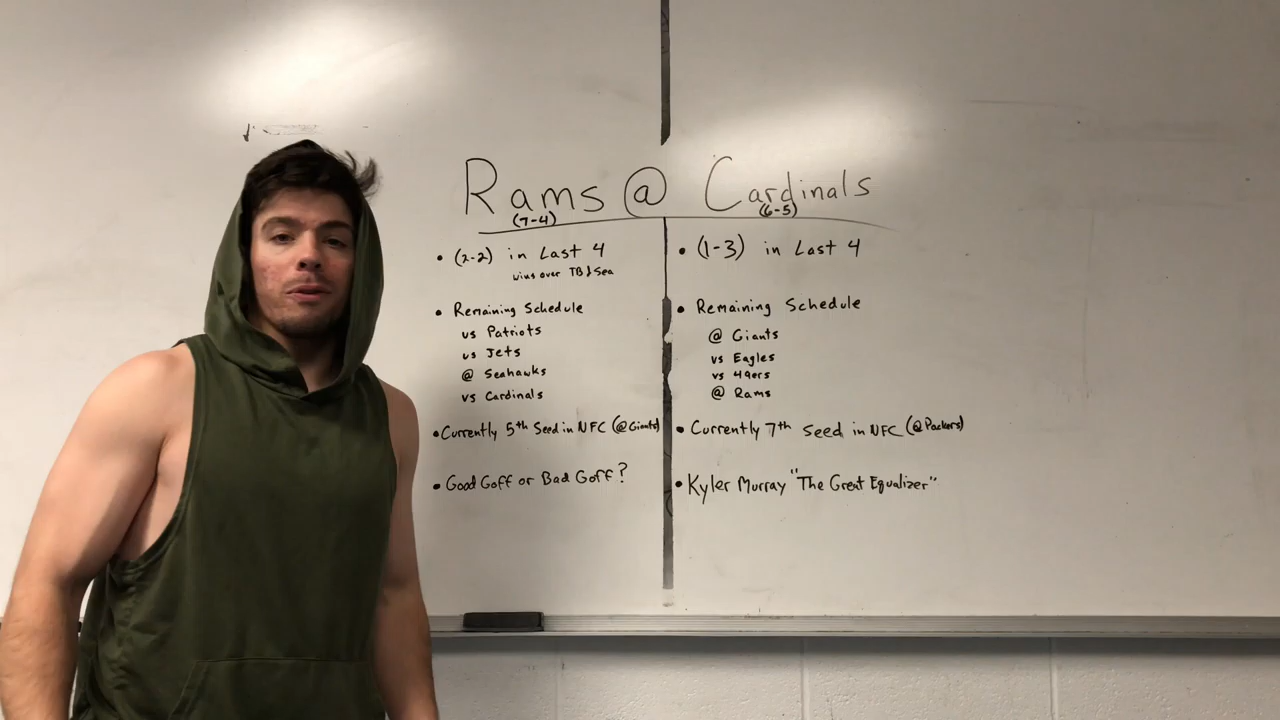 Rams @ Cardinals
(7-4)
(6-5)
• (2-2) in Last 4
wins over TB & Sea
• Remaining Schedule
vs Patriots
vs Jets
@ Seahawks
vs Cardinals
• Currently 5th Seed in NFC (@Giants)
• Good Goff or Bad Goff?
• (1-3) in Last 4
• Remaining Schedule
@ Giants
vs Eagles
vs 49ers
@ Rams
• Currently 7th Seed in NFC (@Packers)
• Kyler Murray "The Great Equalizer"